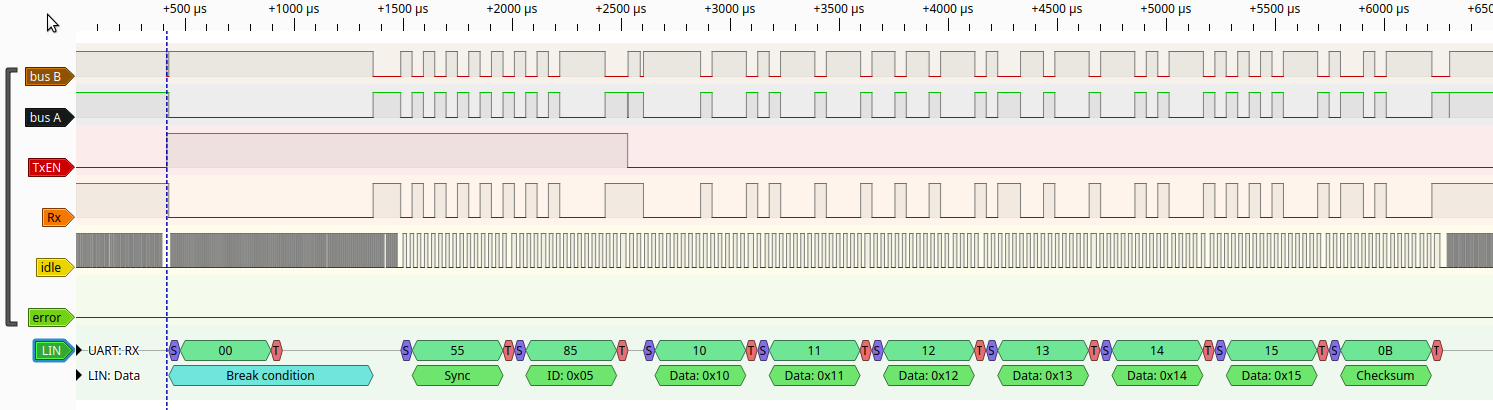 +500 µs +1000 µs +1500 µs +2000 µs +2500 µs +3000 µs +3500 µs +4000 µs +4500 µs +5000 µs +5500 µs +6000 µs +650
bus B
bus A
TxEN
Rx
idle
error
LIN UART: RX S 00 T S 55 T S 85 T S 10 T S 11 T S 12 T S 13 T S 14 T S 15 T S 0B T
LIN: Data Break condition Sync ID: 0x05 Data: 0x10 Data: 0x11 Data: 0x12 Data: 0x13 Data: 0x14 Data: 0x15 Checksum